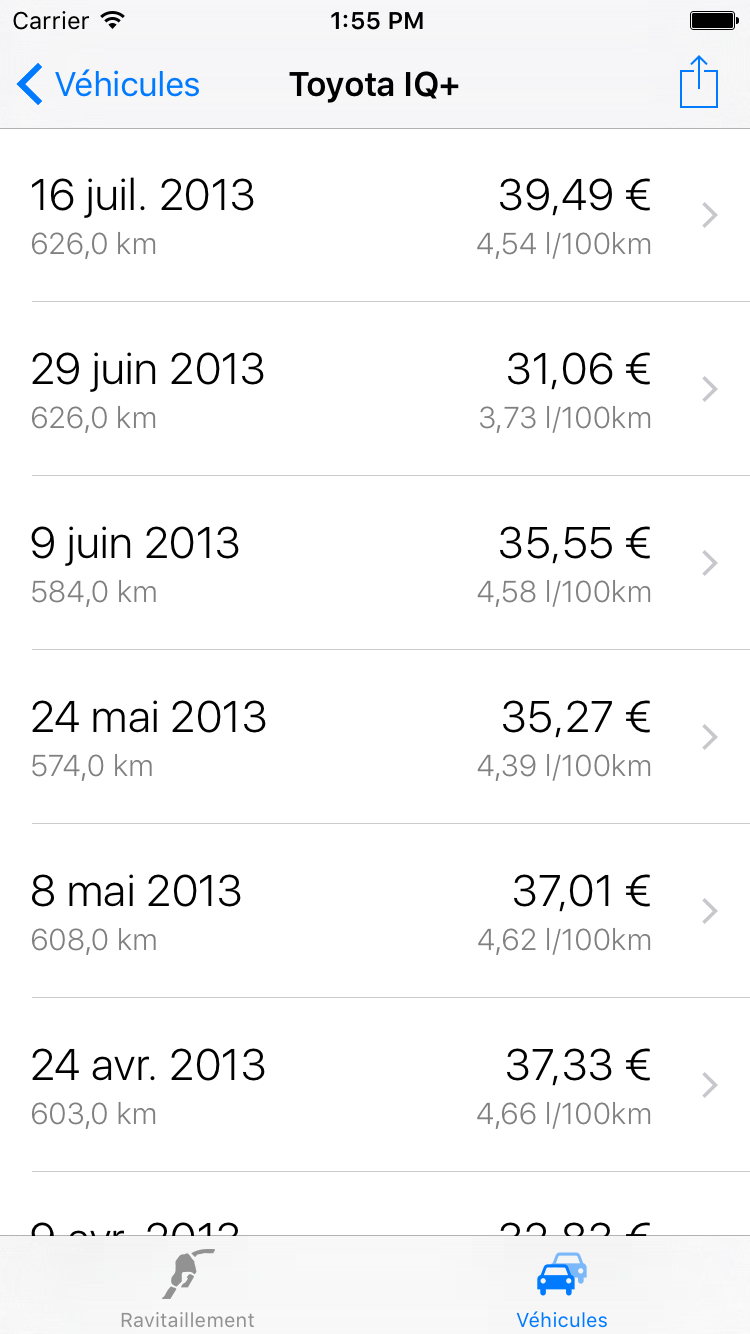 Carrier 1:55 PM
Véhicules Toyota IQ+
16 juil. 2013 39,49 €
626,0 km 4,54 l/100km
29 juin 2013 31,06 €
626,0 km 3,73 l/100km
9 juin 2013 35,55 €
584,0 km 4,58 l/100km
24 mai 2013 35,27 €
574,0 km 4,39 l/100km
8 mai 2013 37,01 €
608,0 km 4,62 l/100km
24 avr. 2013 37,33 €
603,0 km 4,66 l/100km
avr. 2013 €
Ravitaillement Véhicules